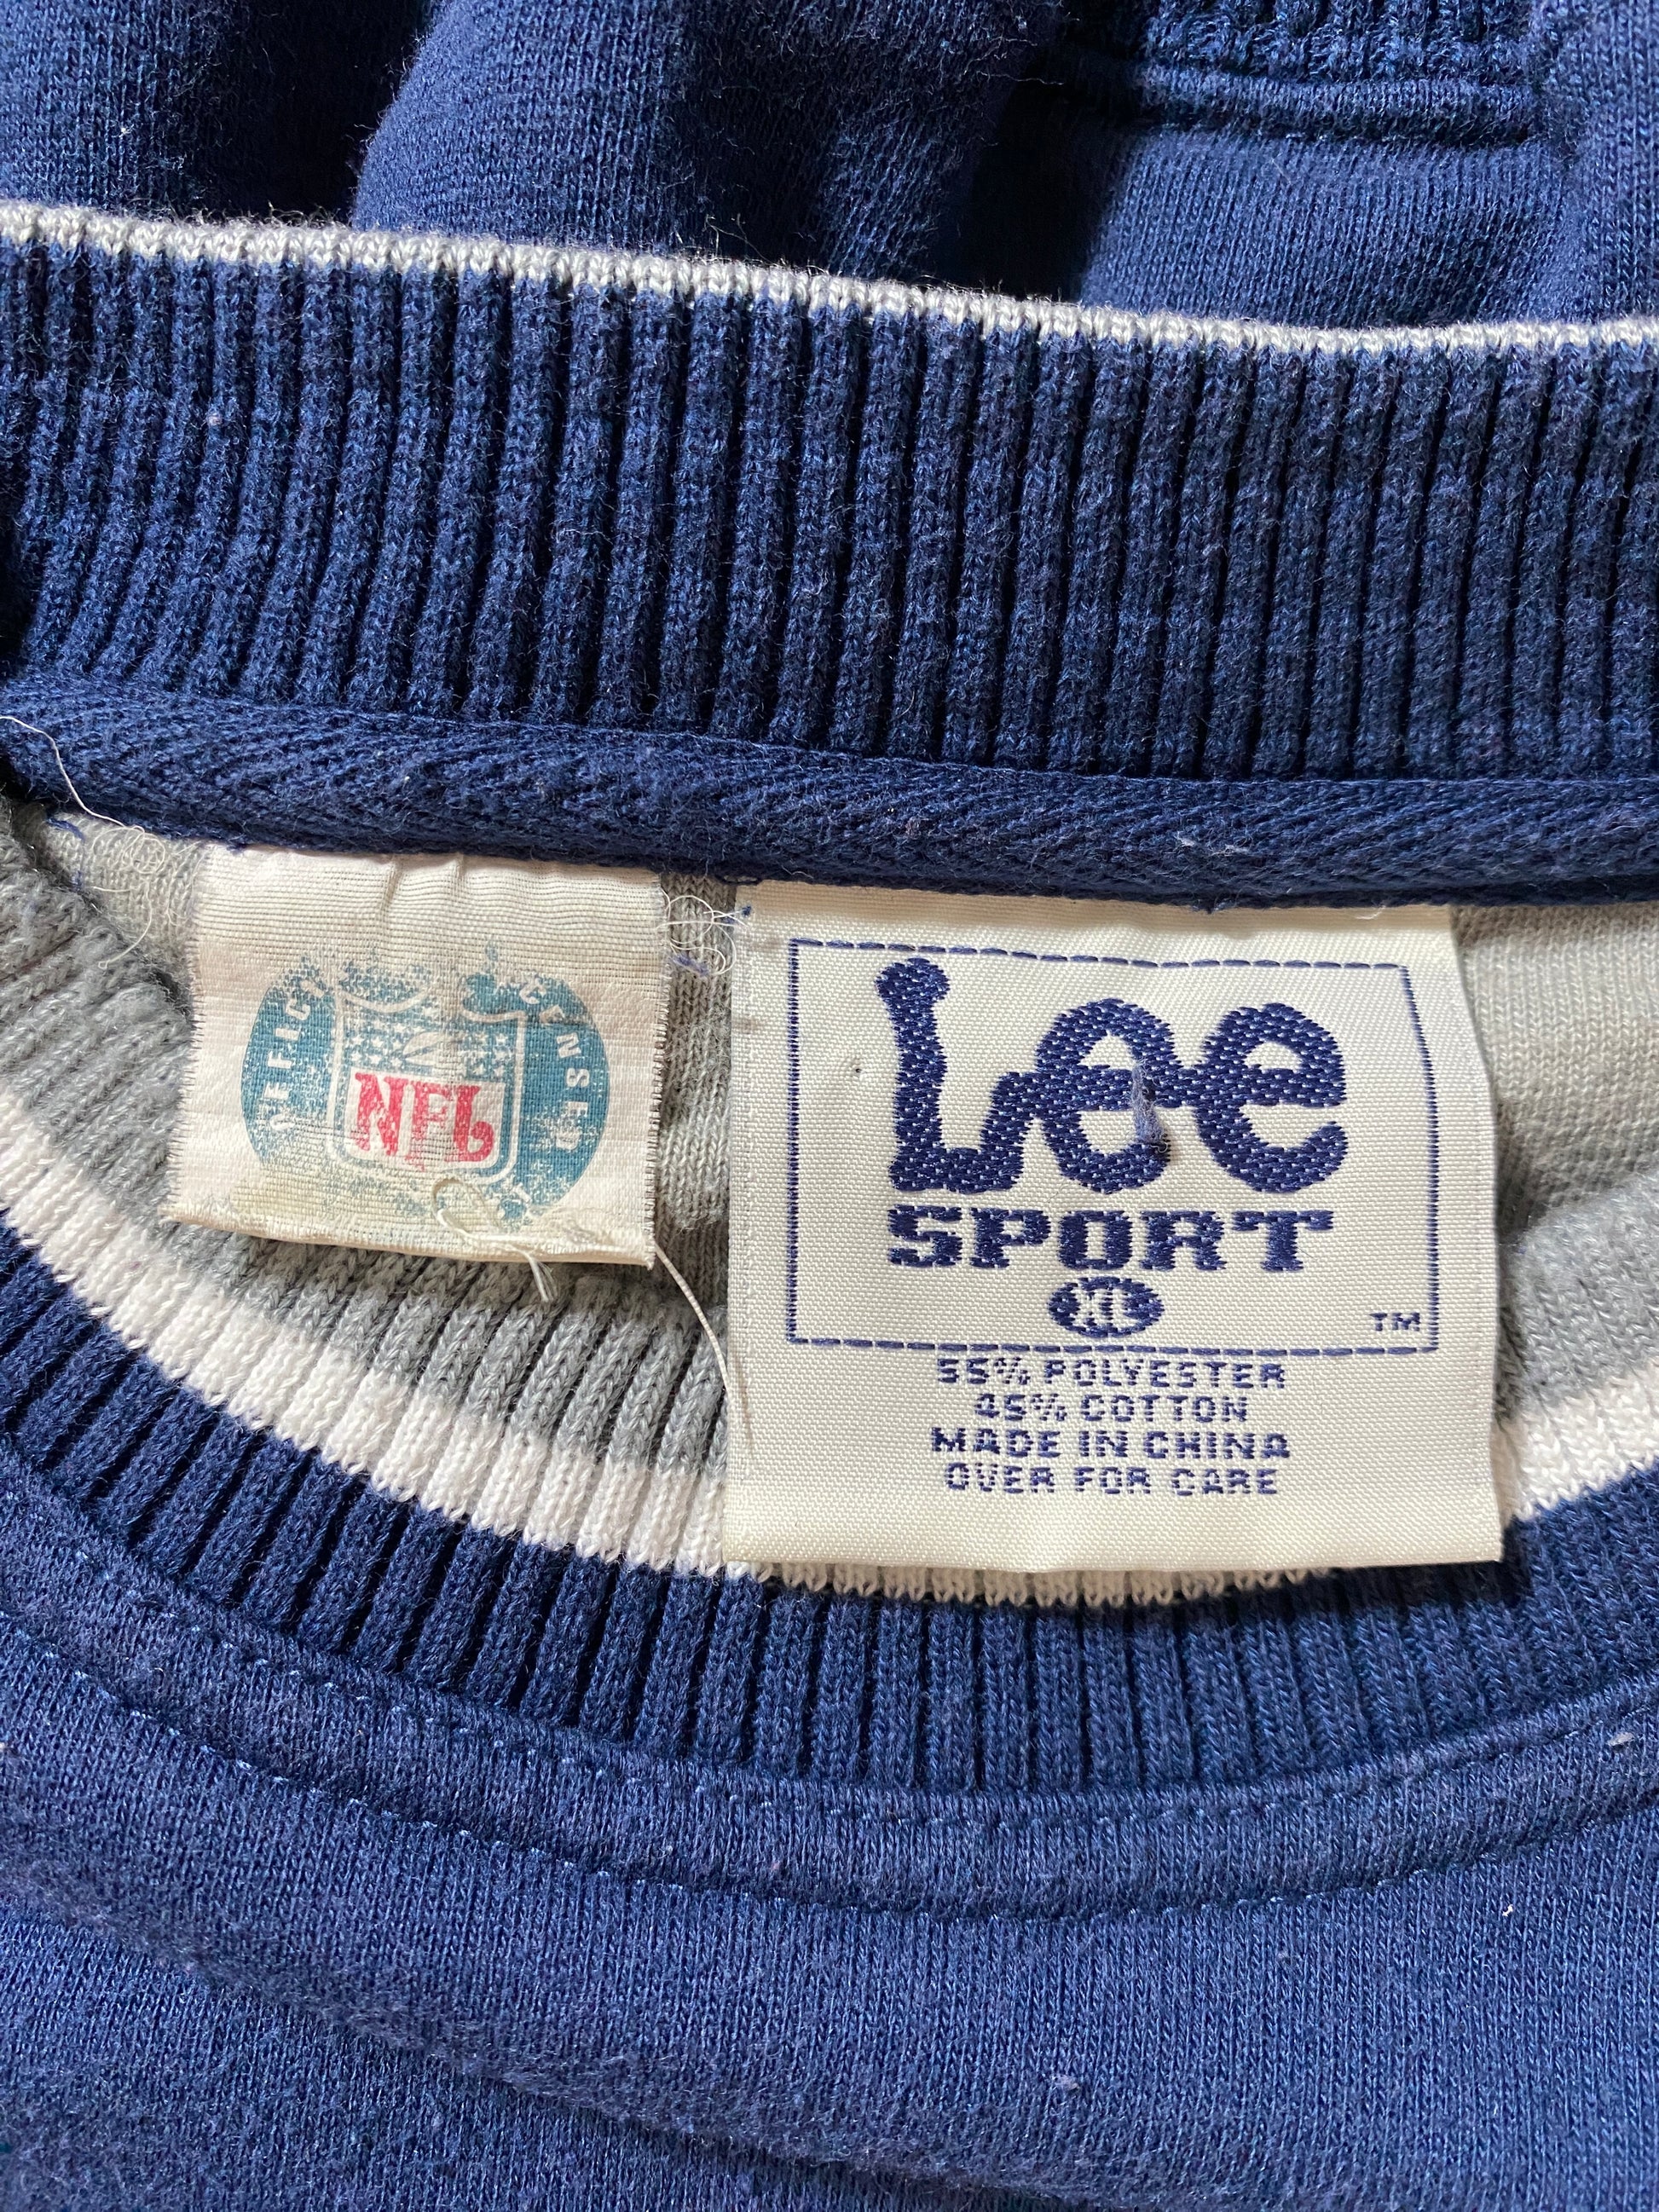 NFL
Lee
SPORT
XL
TM
55% POLYESTER
45% COTTON
MADE IN CHINA
OVER FOR CARE